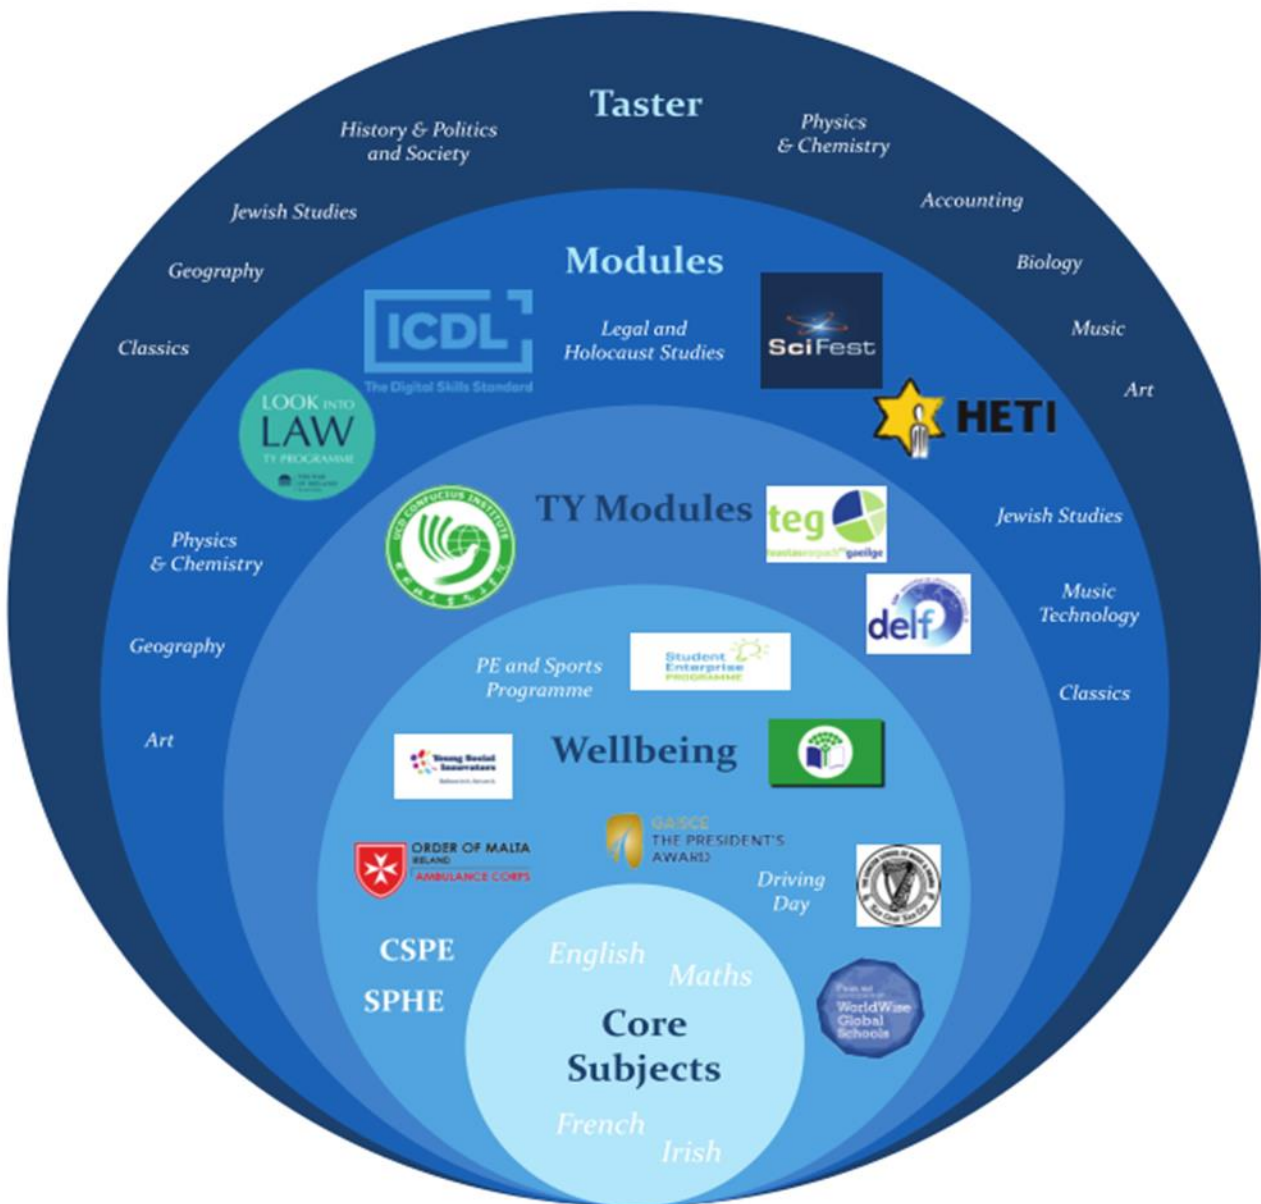 Taster
History & Politics
and Society
Physics
& Chemistry
Jewish Studies
Accounting
Geography
Biology
Classics
Music
Art
Modules
ICDL
The Digital Skills Standard
Legal and
Holocaust Studies
SciFest
LOOK INTO
LAW
TY PROGRAMME
HETI
Physics
& Chemistry
Geography
Art
Jewish Studies
Music
Technology
Classics
TY Modules
UCD CONFUCIUS INSTITUTE
teg
gaeilge
delf
PE and Sports
Programme
Student
Enterprise
PROGRAMME
Wellbeing
Young Social
Innovators
GAISCE
THE PRESIDENT'S
AWARD
ORDER OF MALTA
IRELAND
AMBULANCE CORPS
Driving
Day
CSPE
SPHE
WorldWise
Global
Schools
English
Maths
Core
Subjects
French
Irish